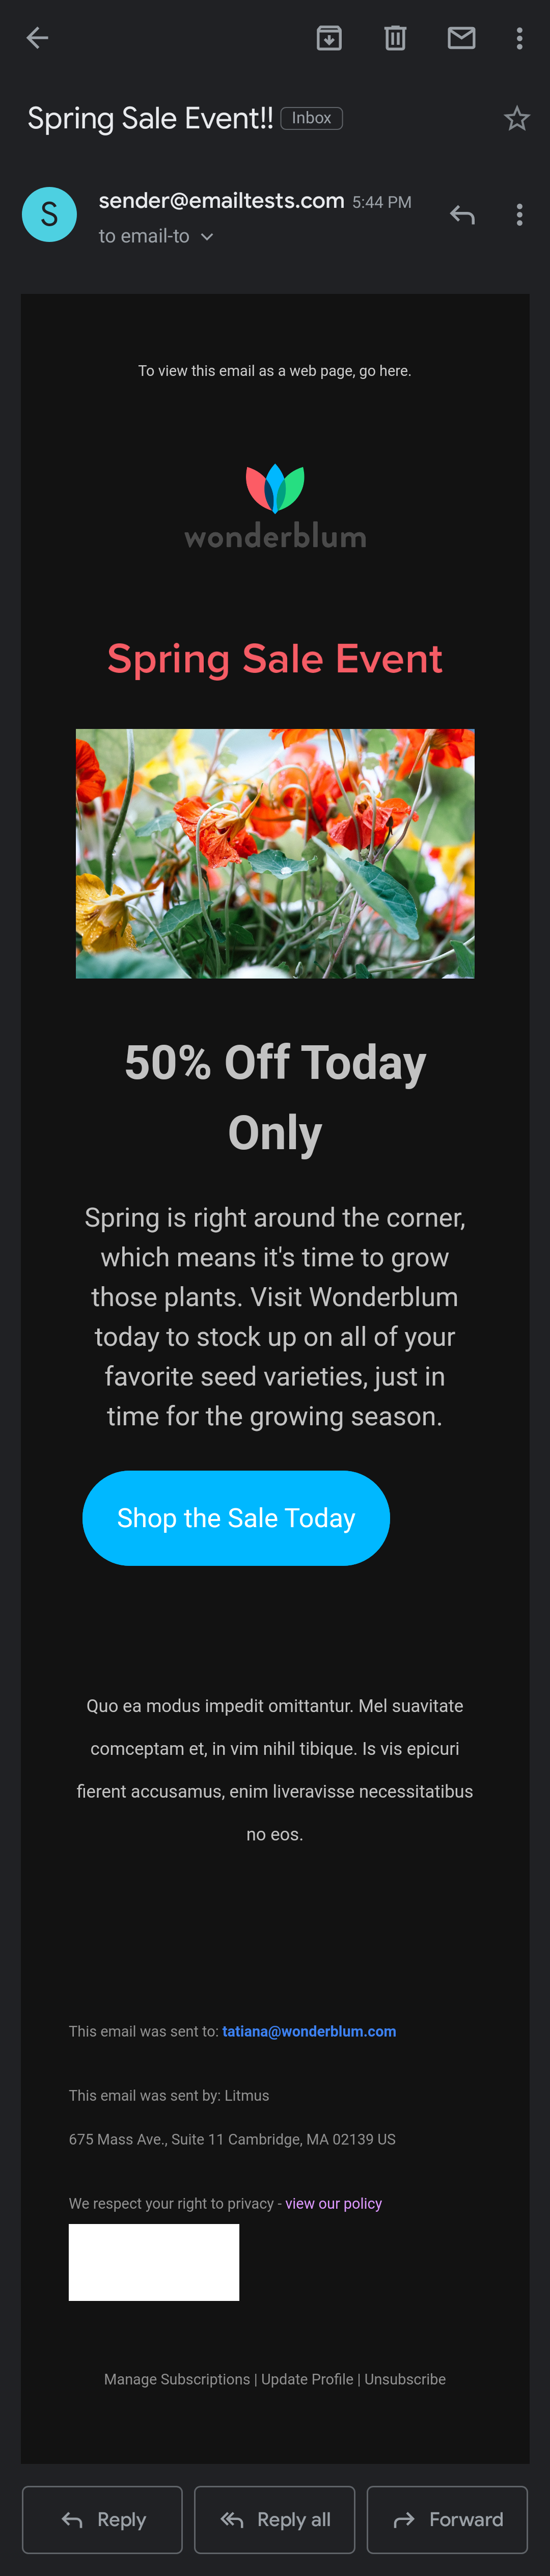 Spring Sale Event!! Inbox
S
sender@emailtests.com 5:44 PM
to email-to
To view this email as a web page, go here.
wonderblum
Spring Sale Event
50% Off Today
Only
Spring is right around the corner,
which means it's time to grow
those plants. Visit Wonderblum
today to stock up on all of your
favorite seed varieties, just in
time for the growing season.
Shop the Sale Today
Quo ea modus impedit omittantur. Mel suavitate
comceptam et, in vim nihil tibique. Is vis epicuri
fierent accusamus, enim liveravisse necessitatibus
no eos.
This email was sent to: tatiana@wonderblum.com
This email was sent by: Litmus
675 Mass Ave., Suite 11 Cambridge, MA 02139 US
We respect your right to privacy - view our policy
Manage Subscriptions | Update Profile | Unsubscribe
Reply Reply all Forward